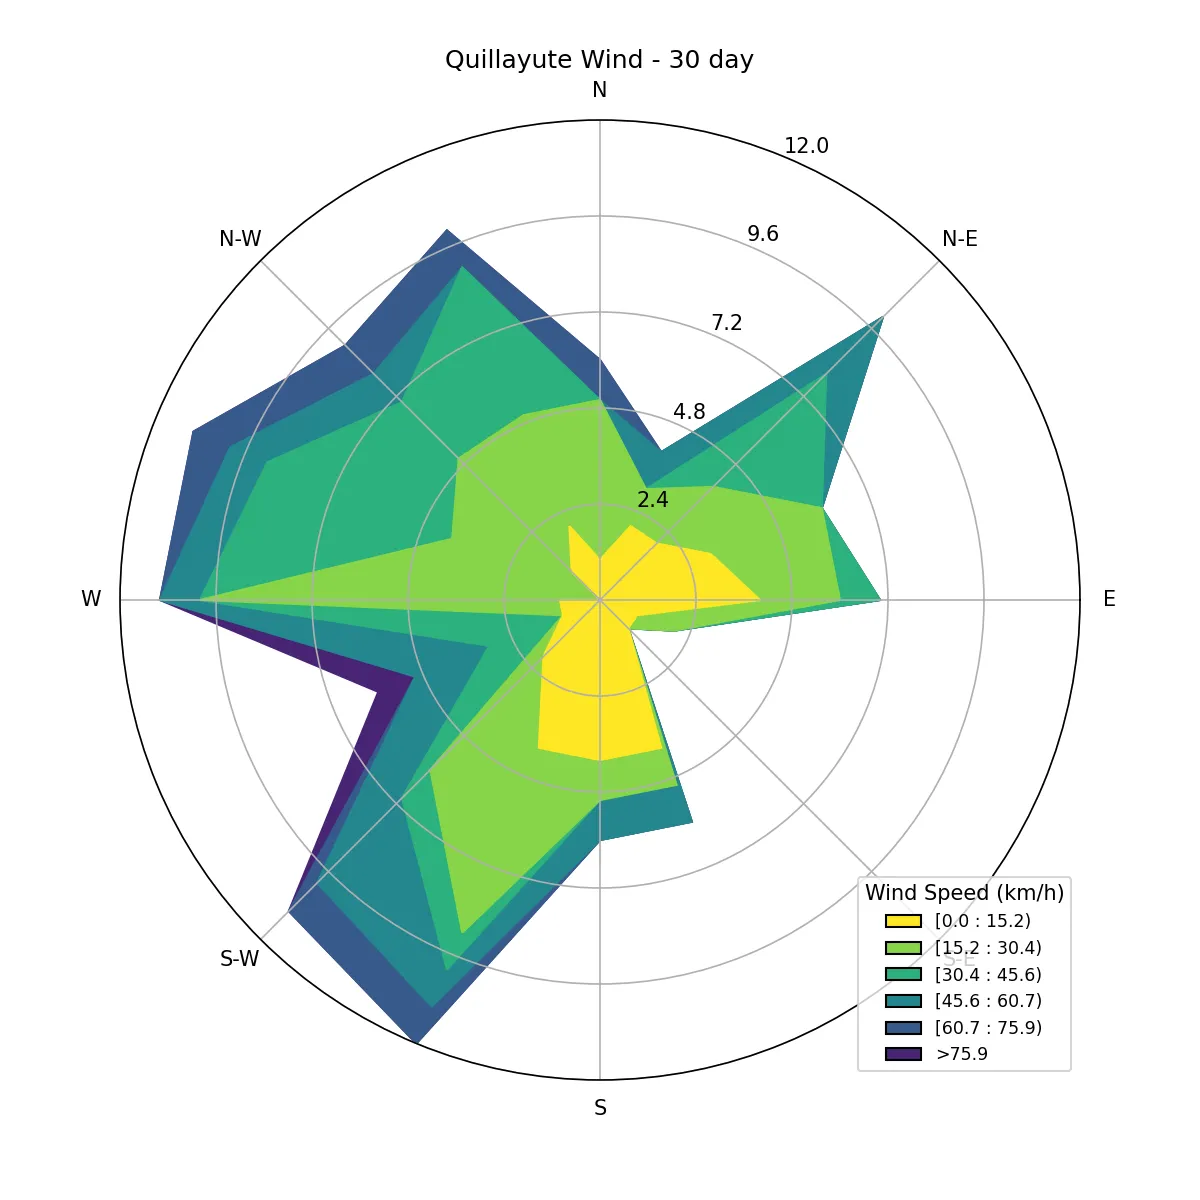 Quillayute Wind - 30 day
N
12.0
N-W
9.6
N-E
7.2
4.8
2.4
W
E
S-W
S-E
S
Wind Speed (km/h)
[0.0 : 15.2)
[15.2 : 30.4)
[30.4 : 45.6)
[45.6 : 60.7)
[60.7 : 75.9)
>75.9